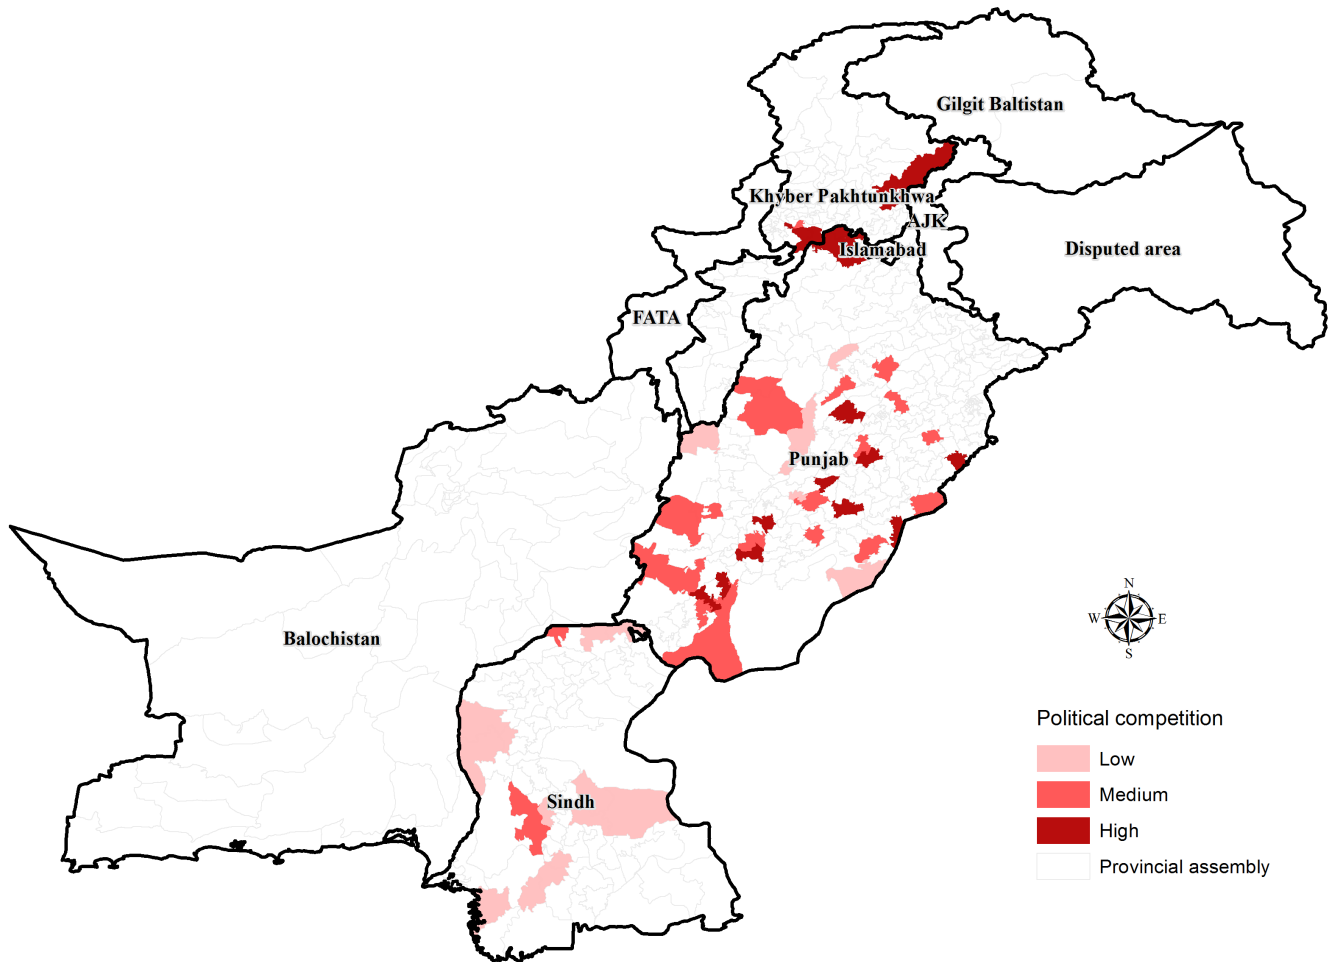 Gilgit Baltistan
Khyber Pakhtunkhwa
AJK
Islamabad
Disputed area
FATA
Punjab
Balochistan
Sindh
N
W E
S
Political competition
Low
Medium
High
Provincial assembly